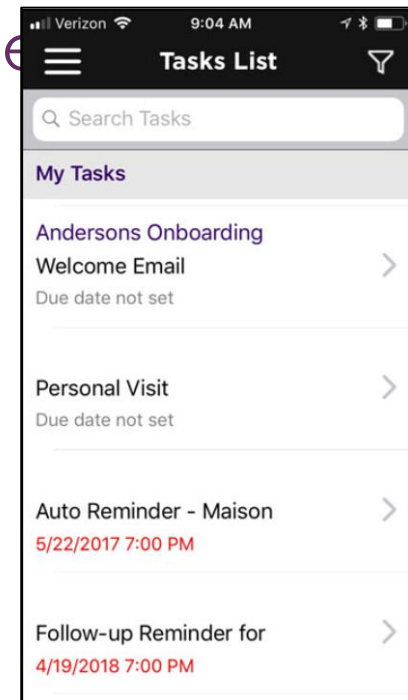 Verizon 9:04 AM
Tasks List
Search Tasks
My Tasks
Andersons Onboarding
Welcome Email
Due date not set
Personal Visit
Due date not set
Auto Reminder - Maison
5/22/2017 7:00 PM
Follow-up Reminder for
4/19/2018 7:00 PM